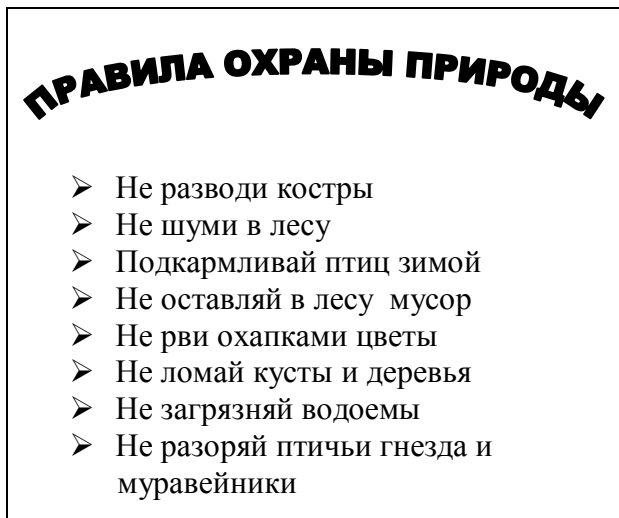 ПРАВИЛА ОХРАНЫ ПРИРОДЫ
➢ Не разводи костры
➢ Не шуми в лесу
➢ Подкармливай птиц зимой
➢ Не оставляй в лесу мусор
➢ Не рви охапками цветы
➢ Не ломай кусты и деревья
➢ Не загрязняй водоемы
➢ Не разоряй птичьи гнезда и
муравейники